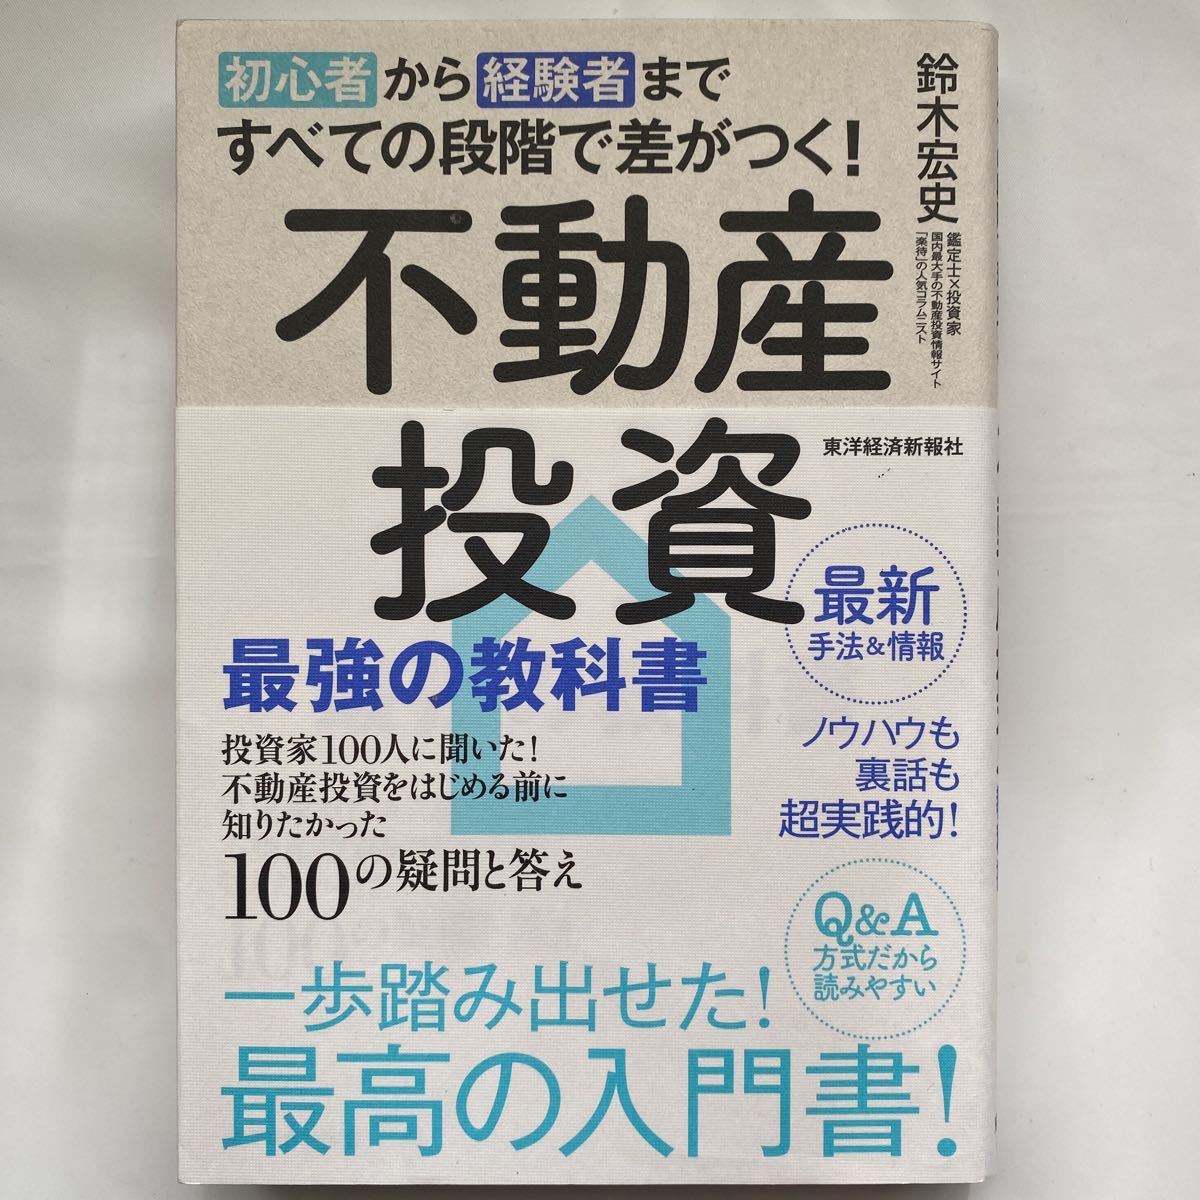 初心者から経験者まで
すべての段階で差がつく!
不動産
投資
最強の教科書
鈴木宏史
鑑定士×投資家
国内最大手の不動産投資情報サイト
「楽待」の人気コラムニスト
東洋経済新報社
最新
手法&情報
ノウハウも
裏話も
超実践的!
投資家100人に聞いた!
不動産投資をはじめる前に
知りたかった
100の疑問と答え
Q&A
方式だから
読みやすい
一歩踏み出せた!
最高の入門書!